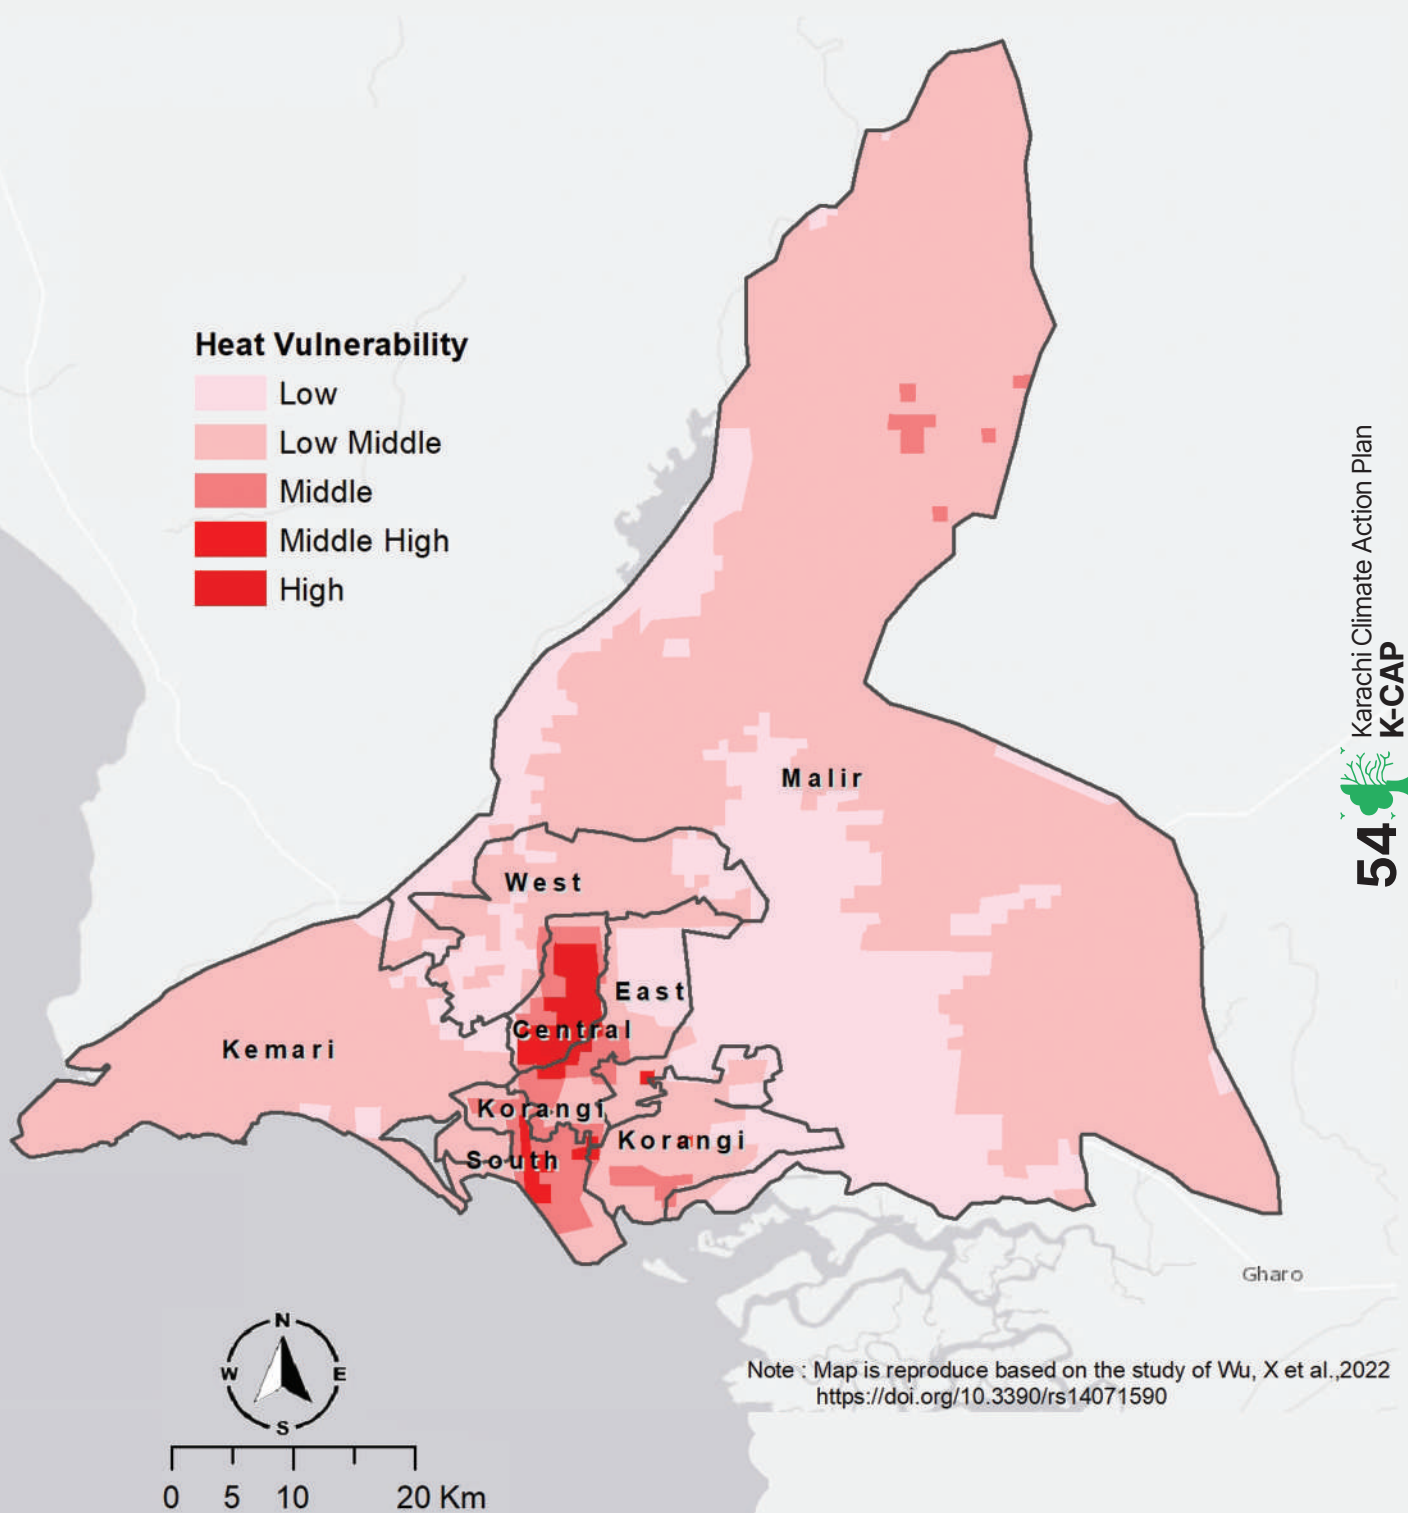 Heat Vulnerability
Low
Low Middle
Middle
Middle High
High
Malir
West
East
Central
Kemari
Korangi
Korangi
South
Gharo
N
W
E
S
0 5 10 20 Km
Note : Map is reproduce based on the study of Wu, X et al.,2022
https://doi.org/10.3390/rs14071590
54
Karachi Climate Action Plan
K-CAP